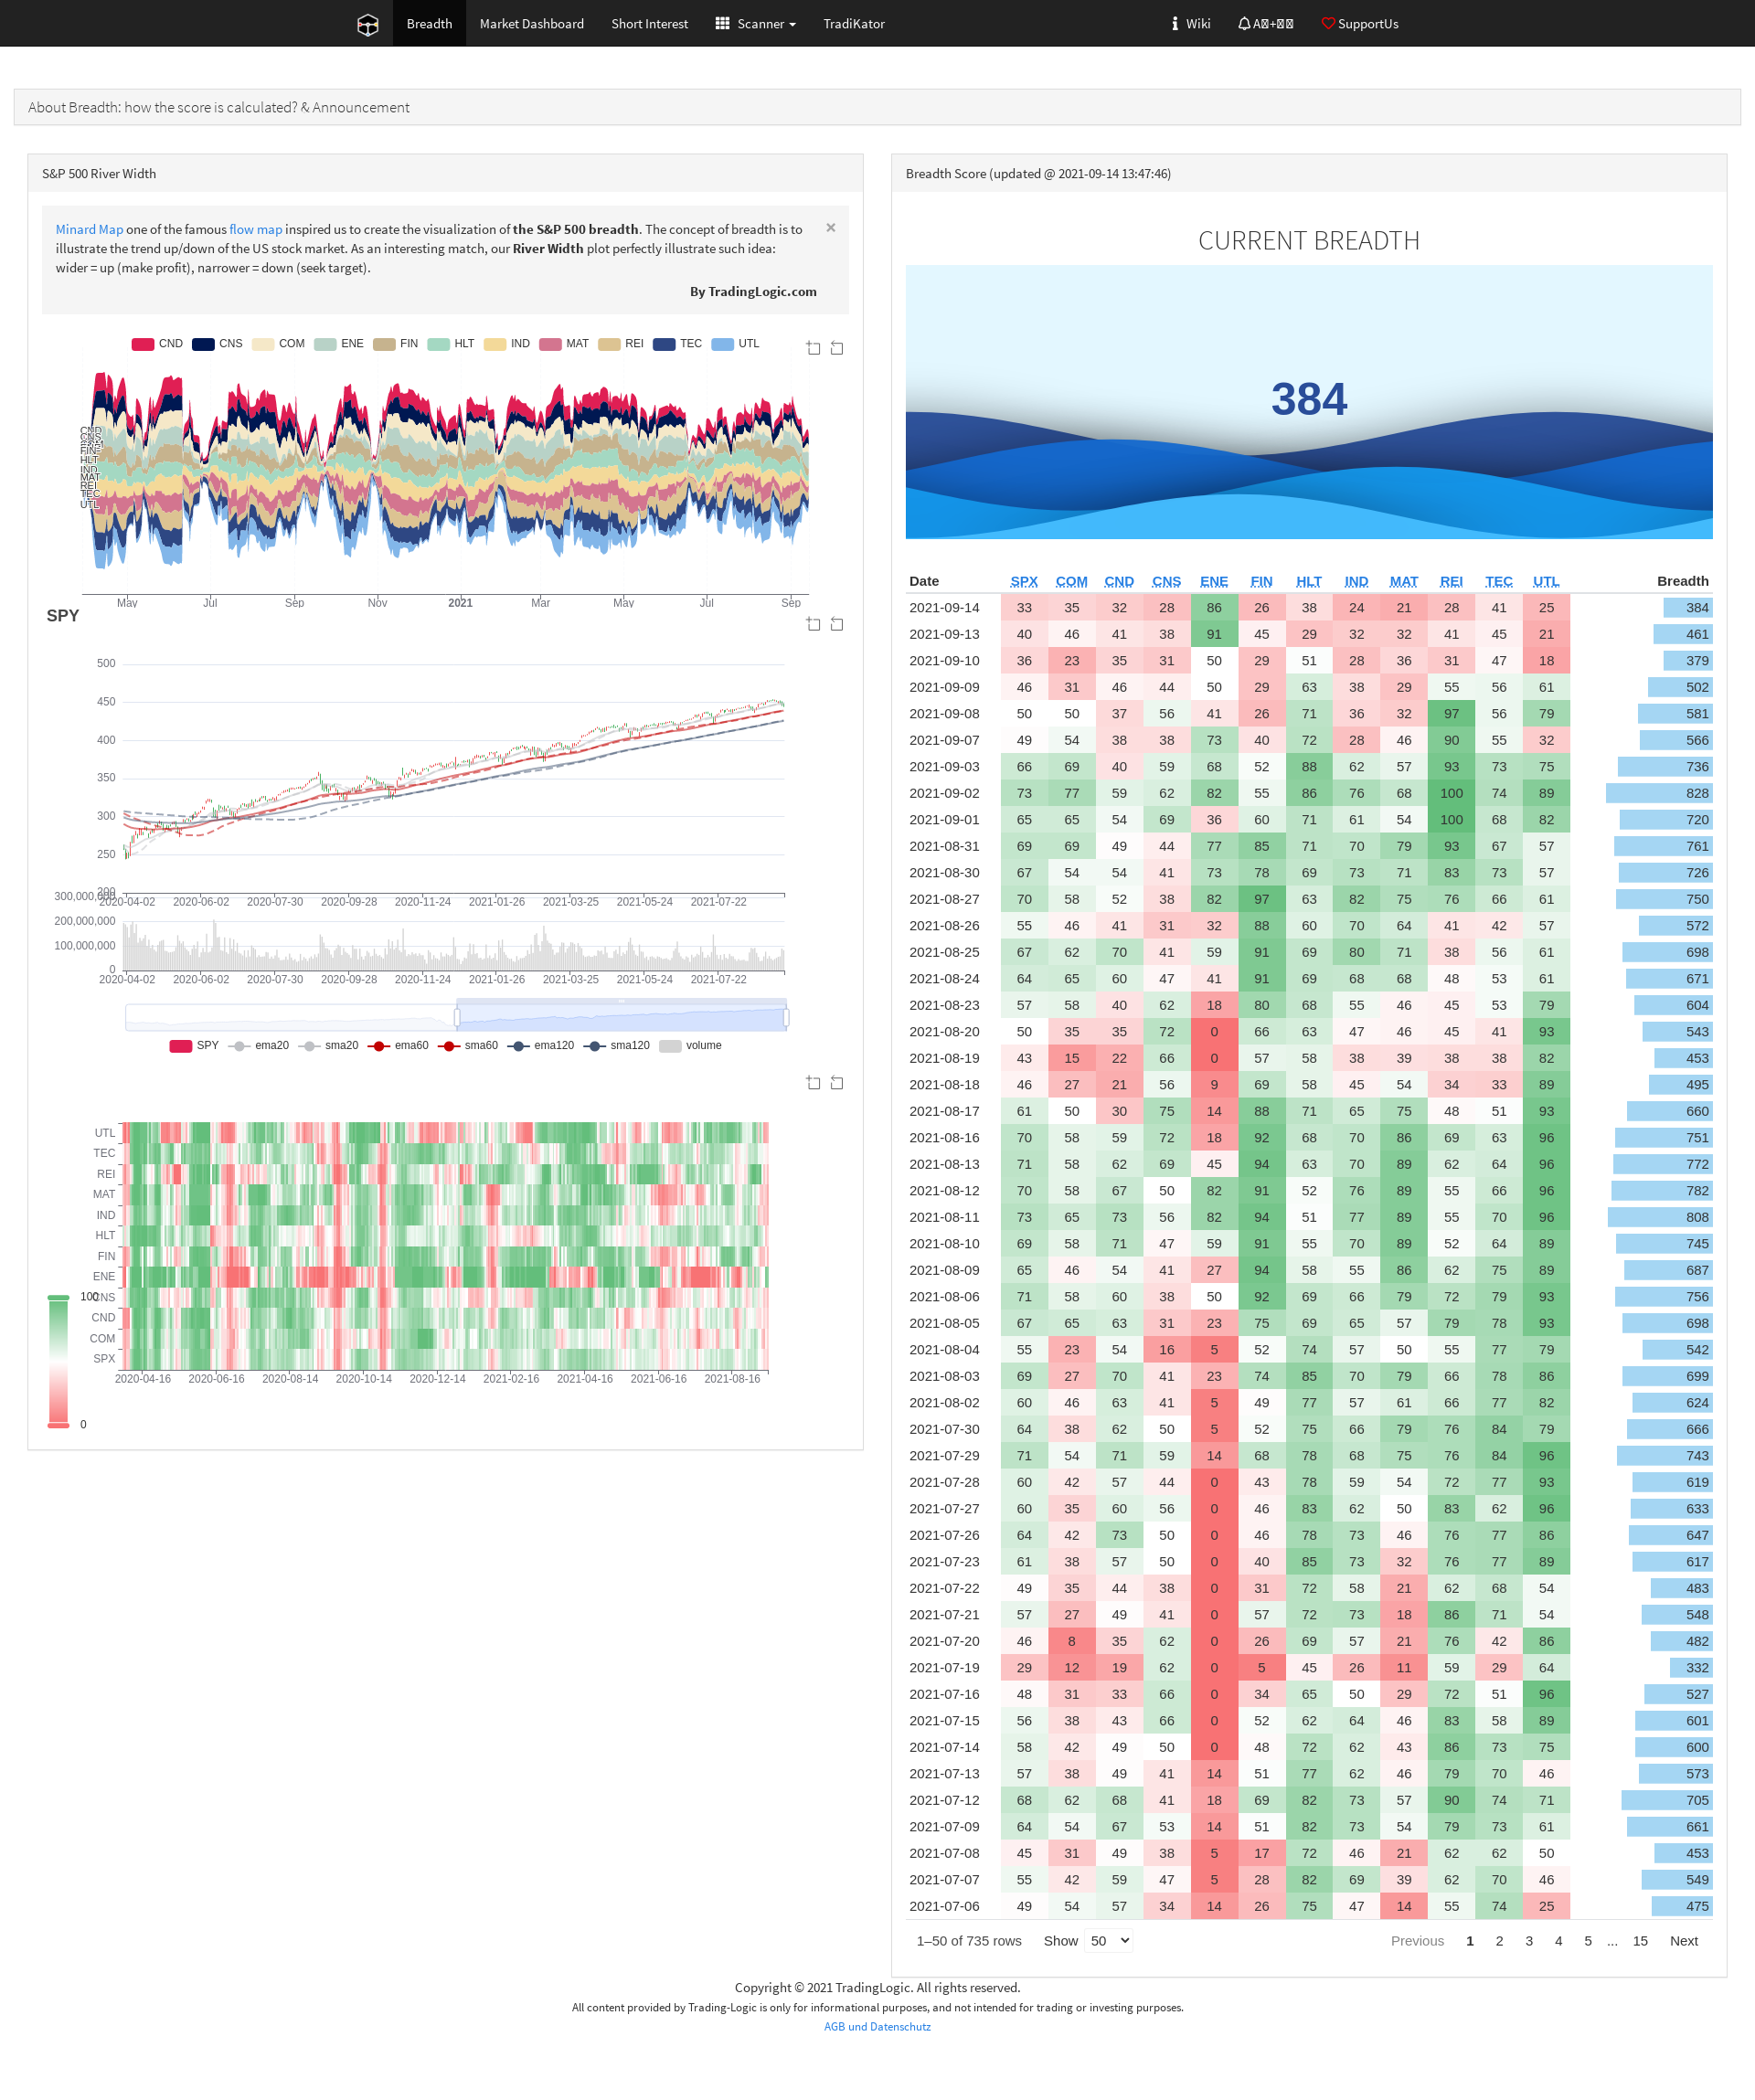 Breadth Market Dashboard Short Interest Scanner TradiKator Wiki SupportUs
About Breadth: how the score is calculated? & Announcement
S&P 500 River Width
Minard Map one of the famous flow map inspired us to create the visualization of the S&P 500 breadth. The concept of breadth is to
illustrate the trend up/down of the US stock market. As an interesting match, our River Width plot perfectly illustrate such idea:
wider = up (make profit), narrower = down (seek target).
×
By TradingLogic.com
CND CNS COM ENE FIN HLT IND MAT REI TEC UTL
CND
CNS
FIN
HLT
IND
MAT
REI
TEC
UTL
May Jul Sep Nov 2021 Mar May Jul Sep
SPY
500
450
400
350
300
250
200
2020-04-02 2020-06-02 2020-07-30 2020-09-28 2020-11-24 2021-01-26 2021-03-25 2021-05-24 2021-07-22
300,000,000
200,000,000
100,000,000
0
2020-04-02 2020-06-02 2020-07-30 2020-09-28 2020-11-24 2021-01-26 2021-03-25 2021-05-24 2021-07-22
SPY ema20 sma20 ema60 sma60 ema120 sma120 volume
UTL
TEC
REI
MAT
IND
HLT
FIN
ENE
CNS
CND
COM
SPX
2020-04-16 2020-06-16 2020-08-14 2020-10-14 2020-12-14 2021-02-16 2021-04-16 2021-06-16 2021-08-16
100
0
Breadth Score (updated @ 2021-09-14 13:47:46)
CURRENT BREADTH
384
Date SPX COM CND CNS ENE FIN HLT IND MAT REI TEC UTL Breadth
2021-09-14 33 35 32 28 86 26 38 24 21 28 41 25 384
2021-09-13 40 46 41 38 91 45 29 32 32 41 45 21 461
2021-09-10 36 23 35 31 50 29 51 28 36 31 47 18 379
2021-09-09 46 31 46 44 50 29 63 38 29 55 56 61 502
2021-09-08 50 50 37 56 41 26 71 36 32 97 56 79 581
2021-09-07 49 54 38 38 73 40 72 28 46 90 55 32 566
2021-09-03 66 69 40 59 68 52 88 62 57 93 73 75 736
2021-09-02 73 77 59 62 82 55 86 76 68 100 74 89 828
2021-09-01 65 65 54 69 36 60 71 61 54 100 68 82 720
2021-08-31 69 69 49 44 77 85 71 70 79 93 67 57 761
2021-08-30 67 54 54 41 73 78 69 73 71 83 73 57 726
2021-08-27 70 58 52 38 82 97 63 82 75 76 66 61 750
2021-08-26 55 46 41 31 32 88 60 70 64 41 42 57 572
2021-08-25 67 62 70 41 59 91 69 80 71 38 56 61 698
2021-08-24 64 65 60 47 41 91 69 68 68 48 53 61 671
2021-08-23 57 58 40 62 18 80 68 55 46 45 53 79 604
2021-08-20 50 35 35 72 0 66 63 47 46 45 41 93 543
2021-08-19 43 15 22 66 0 57 58 38 39 38 38 82 453
2021-08-18 46 27 21 56 9 69 58 45 54 34 33 89 495
2021-08-17 61 50 30 75 14 88 71 65 75 48 51 93 660
2021-08-16 70 58 59 72 18 92 68 70 86 69 63 96 751
2021-08-13 71 58 62 69 45 94 63 70 89 62 64 96 772
2021-08-12 70 58 67 50 82 91 52 76 89 55 66 96 782
2021-08-11 73 65 73 56 82 94 51 77 89 55 70 96 808
2021-08-10 69 58 71 47 59 91 55 70 89 52 64 89 745
2021-08-09 65 46 54 41 27 94 58 55 86 62 75 89 687
2021-08-06 71 58 60 38 50 92 69 66 79 72 79 93 756
2021-08-05 67 65 63 31 23 75 69 65 57 79 78 93 698
2021-08-04 55 23 54 16 5 52 74 57 50 55 77 79 542
2021-08-03 69 27 70 41 23 74 85 70 79 66 78 86 699
2021-08-02 60 46 63 41 5 49 77 57 61 66 77 82 624
2021-07-30 64 38 62 50 5 52 75 66 79 76 84 79 666
2021-07-29 71 54 71 59 14 68 78 68 75 76 84 96 743
2021-07-28 60 42 57 44 0 43 78 59 54 72 77 93 619
2021-07-27 60 35 60 56 0 46 83 62 50 83 62 96 633
2021-07-26 64 42 73 50 0 46 78 73 46 76 77 86 647
2021-07-23 61 38 57 50 0 40 85 73 32 76 77 89 617
2021-07-22 49 35 44 38 0 31 72 58 21 62 68 54 483
2021-07-21 57 27 49 41 0 57 72 73 18 86 71 54 548
2021-07-20 46 8 35 62 0 26 69 57 21 76 42 86 482
2021-07-19 29 12 19 62 0 5 45 26 11 59 29 64 332
2021-07-16 48 31 33 66 0 34 65 50 29 72 51 96 527
2021-07-15 56 38 43 66 0 52 62 64 46 83 58 89 601
2021-07-14 58 42 49 50 0 48 72 62 43 86 73 75 600
2021-07-13 57 38 49 41 14 51 77 62 46 79 70 46 573
2021-07-12 68 62 68 41 18 69 82 73 57 90 74 71 705
2021-07-09 64 54 67 53 14 51 82 73 54 79 73 61 661
2021-07-08 45 31 49 38 5 17 72 46 21 62 62 50 453
2021-07-07 55 42 59 47 5 28 82 69 39 62 70 46 549
2021-07-06 49 54 57 34 14 26 75 47 14 55 74 25 475
1–50 of 735 rows Show 50 Previous 1 2 3 4 5 ... 15 Next
Copyright © 2021 TradingLogic. All rights reserved.
All content provided by Trading-Logic is only for informational purposes, and not intended for trading or investing purposes.
AGB und Datenschutz